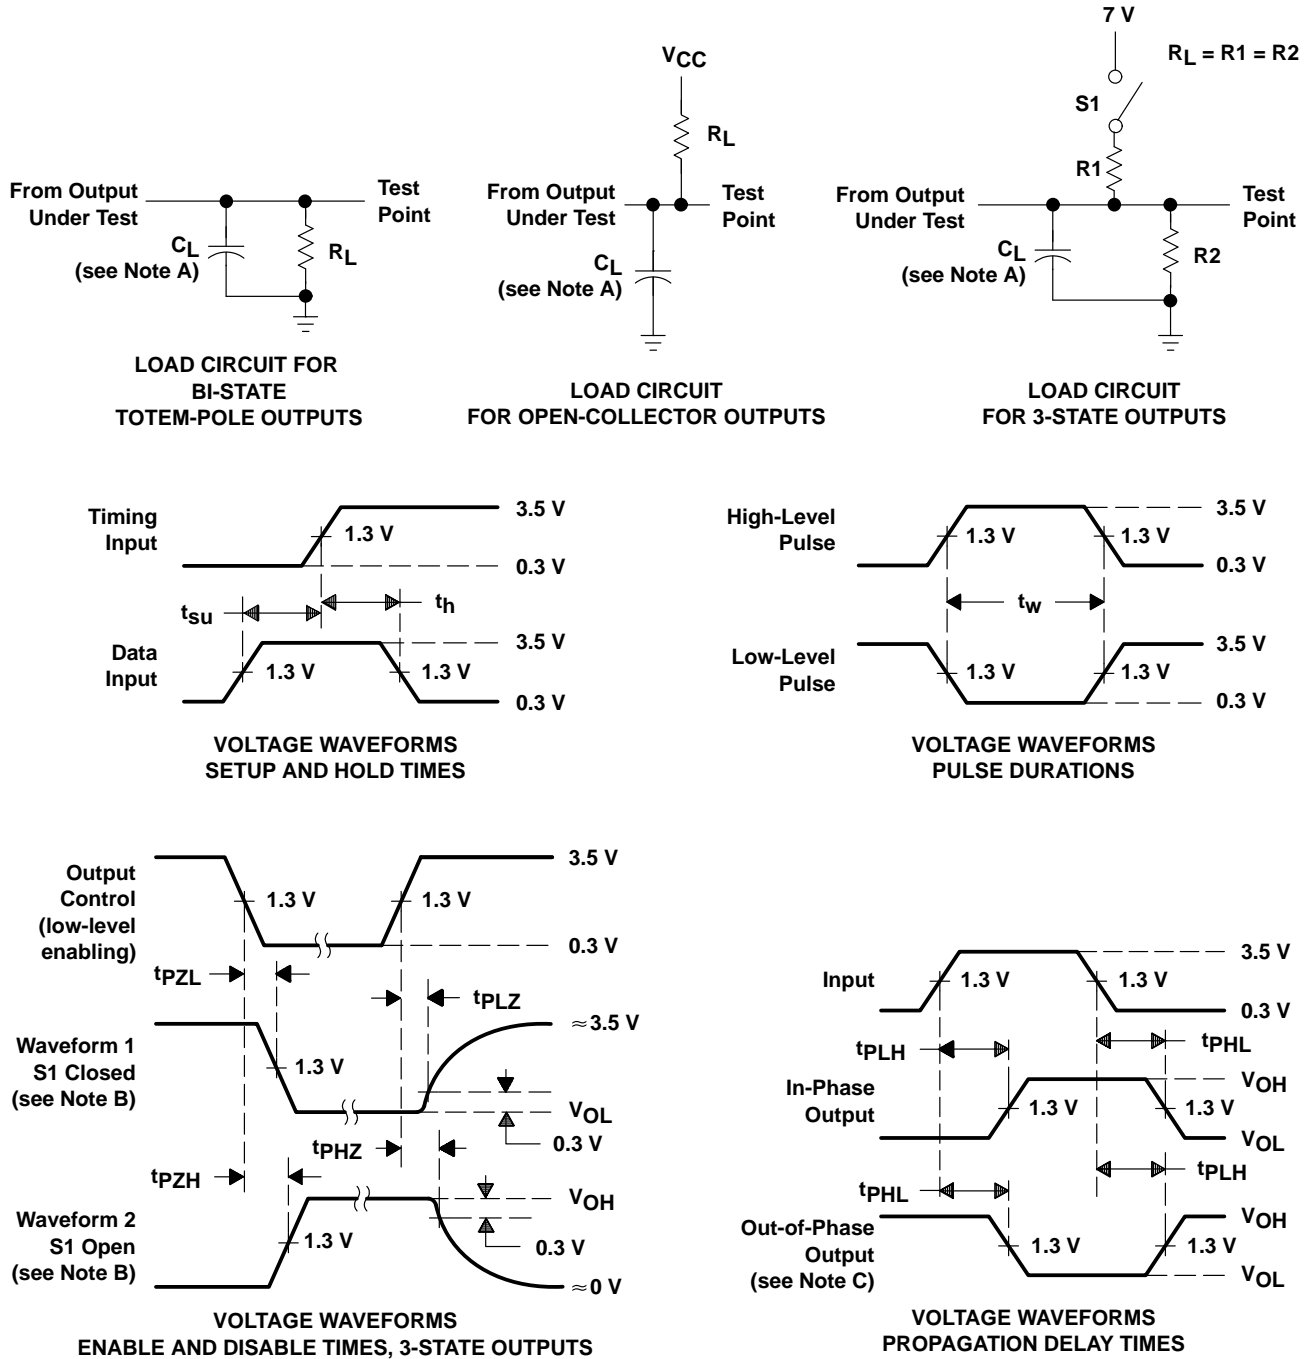 From Output
Under Test
Test
Point
CL
(see Note A)
RL
LOAD CIRCUIT FOR
BI-STATE
TOTEM-POLE OUTPUTS
VCC
RL
From Output
Under Test
Test
Point
CL
(see Note A)
LOAD CIRCUIT
FOR OPEN-COLLECTOR OUTPUTS
7 V
RL = R1 = R2
S1
R1
From Output
Under Test
Test
Point
CL
(see Note A)
R2
LOAD CIRCUIT
FOR 3-STATE OUTPUTS
Timing
Input
1.3 V
3.5 V
0.3 V
tsu
th
Data
Input
1.3 V
1.3 V
3.5 V
0.3 V
VOLTAGE WAVEFORMS
SETUP AND HOLD TIMES
High-Level
Pulse
1.3 V
1.3 V
3.5 V
0.3 V
tw
Low-Level
Pulse
1.3 V
1.3 V
3.5 V
0.3 V
VOLTAGE WAVEFORMS
PULSE DURATIONS
Output
Control
(low-level
enabling)
1.3 V
1.3 V
3.5 V
0.3 V
tPZL
tPLZ
Waveform 1
S1 Closed
(see Note B)
1.3 V
≈3.5 V
VOL
0.3 V
tPHZ
tPZH
Waveform 2
S1 Open
(see Note B)
1.3 V
VOH
0.3 V
≈0 V
VOLTAGE WAVEFORMS
ENABLE AND DISABLE TIMES, 3-STATE OUTPUTS
Input
1.3 V
1.3 V
3.5 V
0.3 V
tPLH
tPHL
In-Phase
Output
1.3 V
1.3 V
VOH
VOL
tPHL
tPLH
Out-of-Phase
Output
(see Note C)
1.3 V
1.3 V
VOH
VOL
VOLTAGE WAVEFORMS
PROPAGATION DELAY TIMES